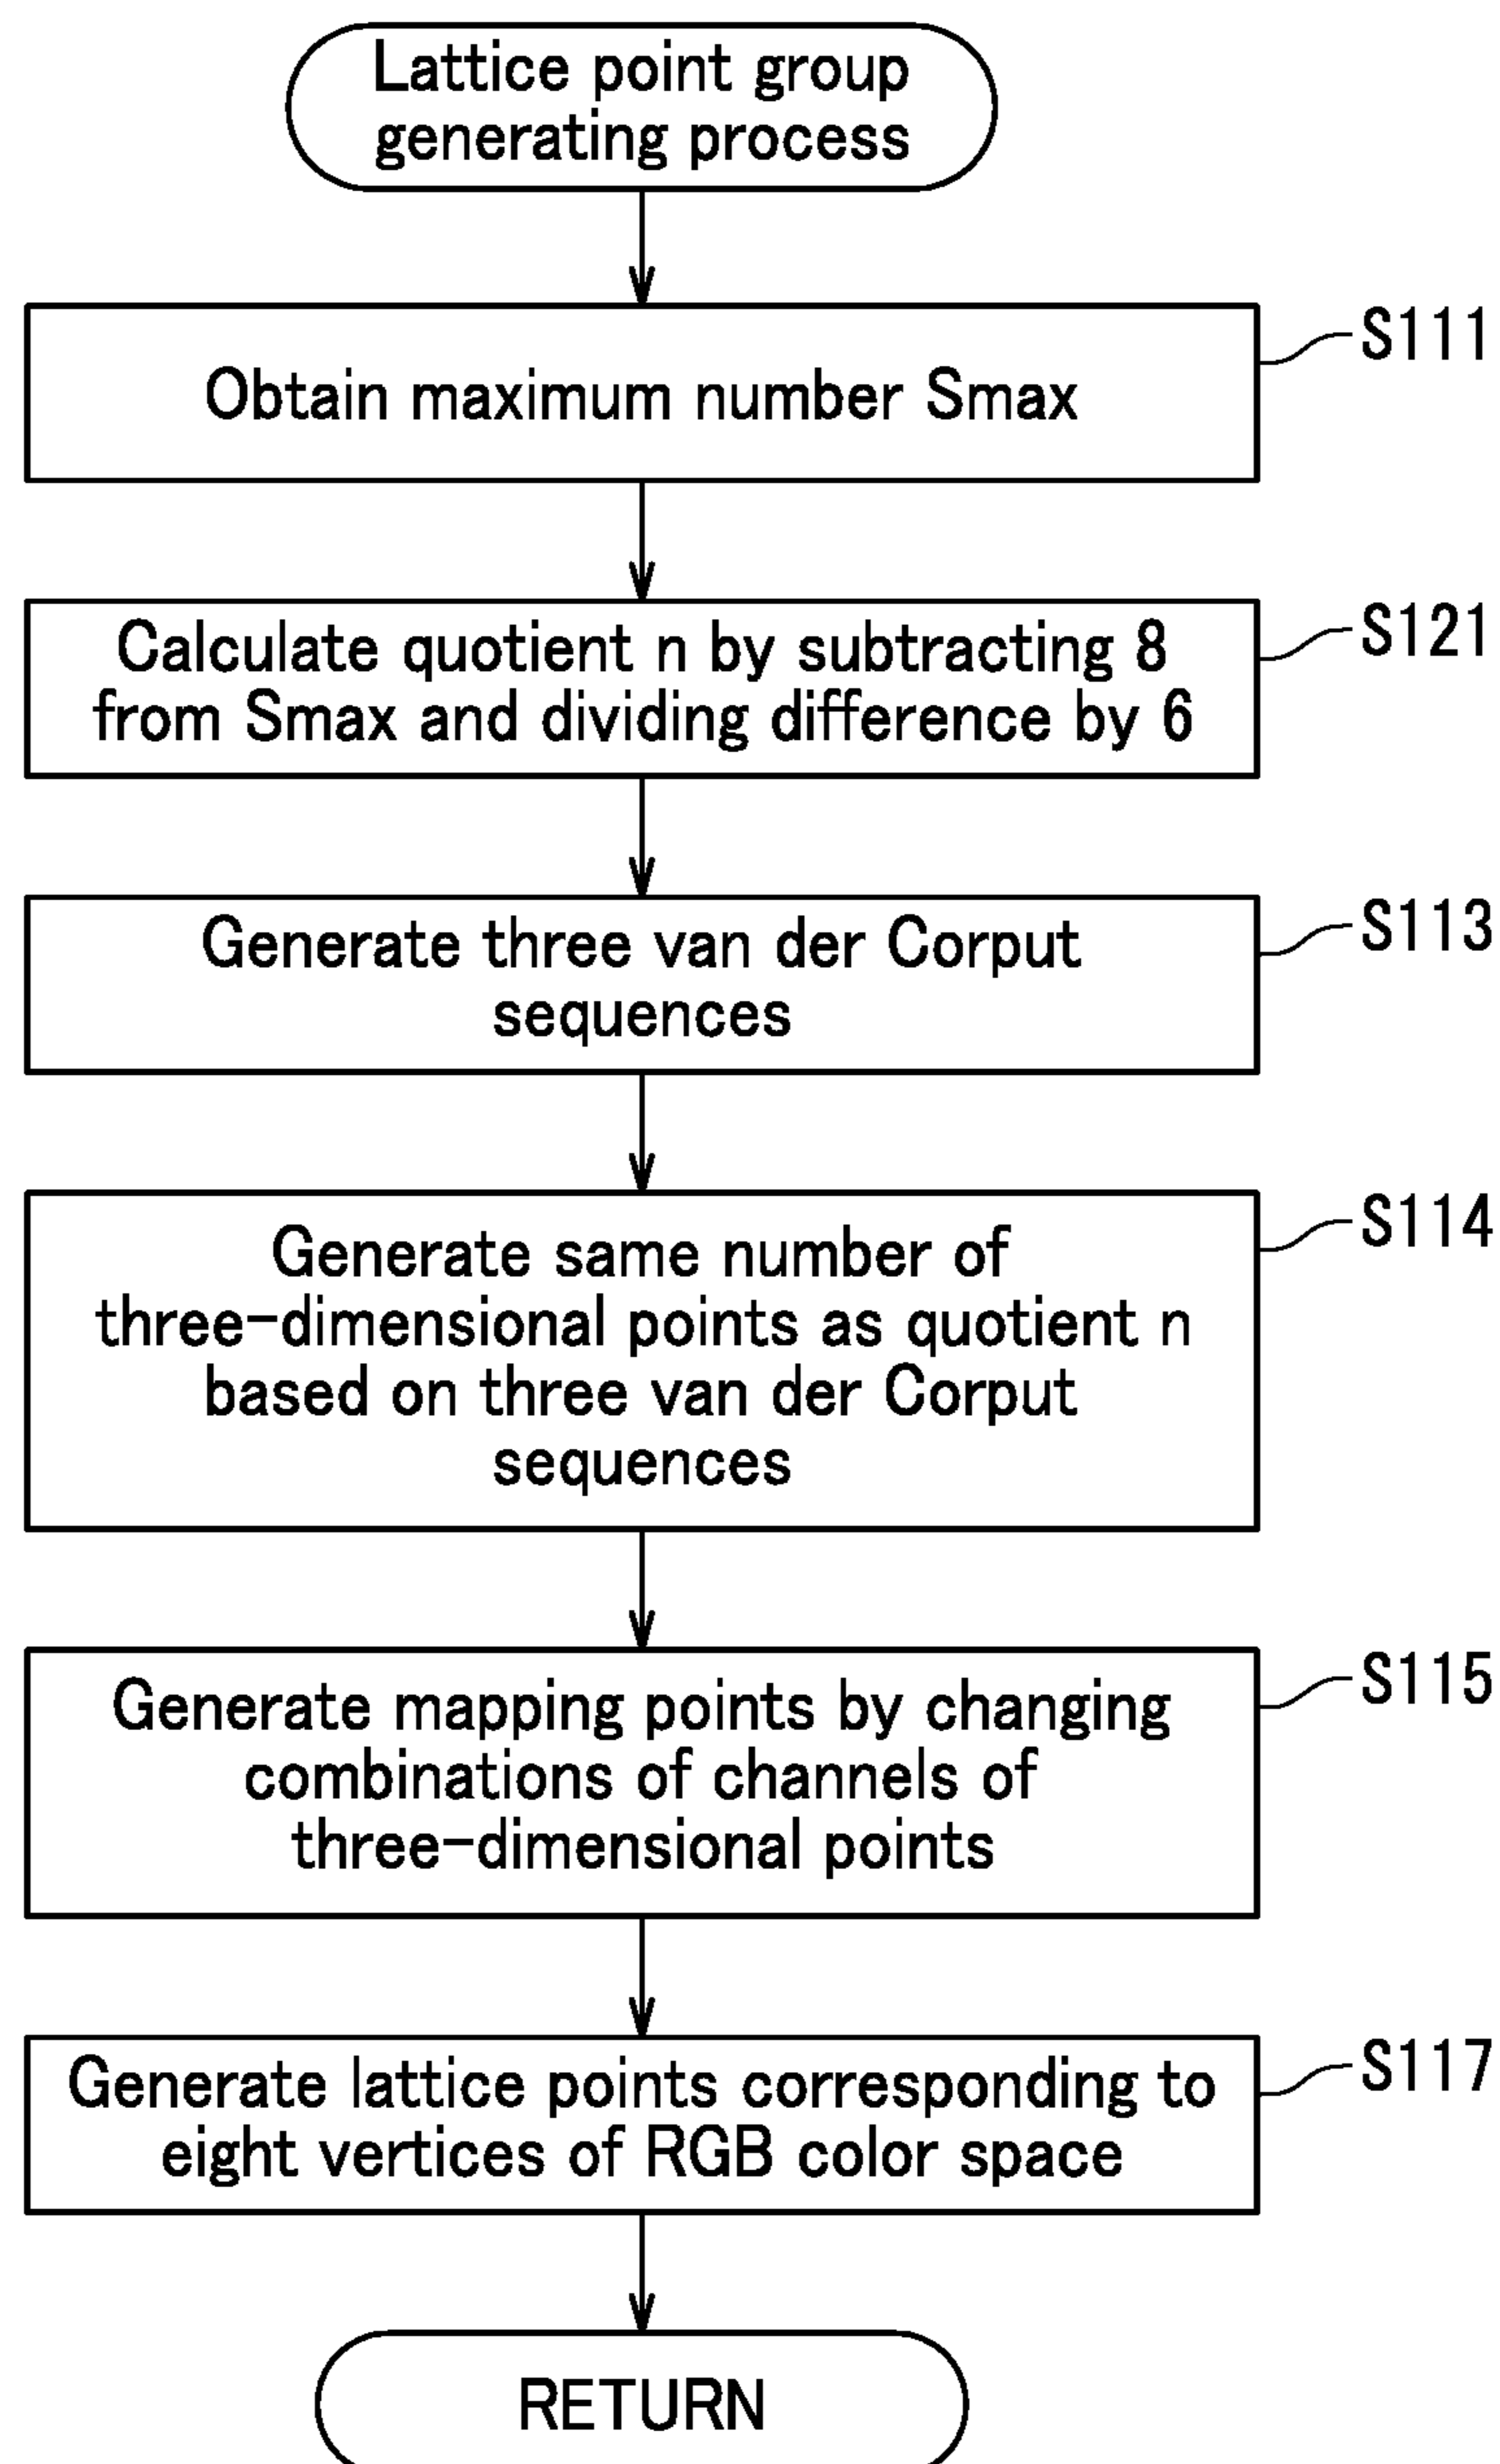 Lattice point group
generating process
S111
Obtain maximum number Smax
S121
Calculate quotient n by subtracting 8
from Smax and dividing difference by 6
S113
Generate three van der Corput
sequences
S114
Generate same number of
three-dimensional points as quotient n
based on three van der Corput
sequences
S115
Generate mapping points by changing
combinations of channels of
three-dimensional points
S117
Generate lattice points corresponding to
eight vertices of RGB color space
RETURN